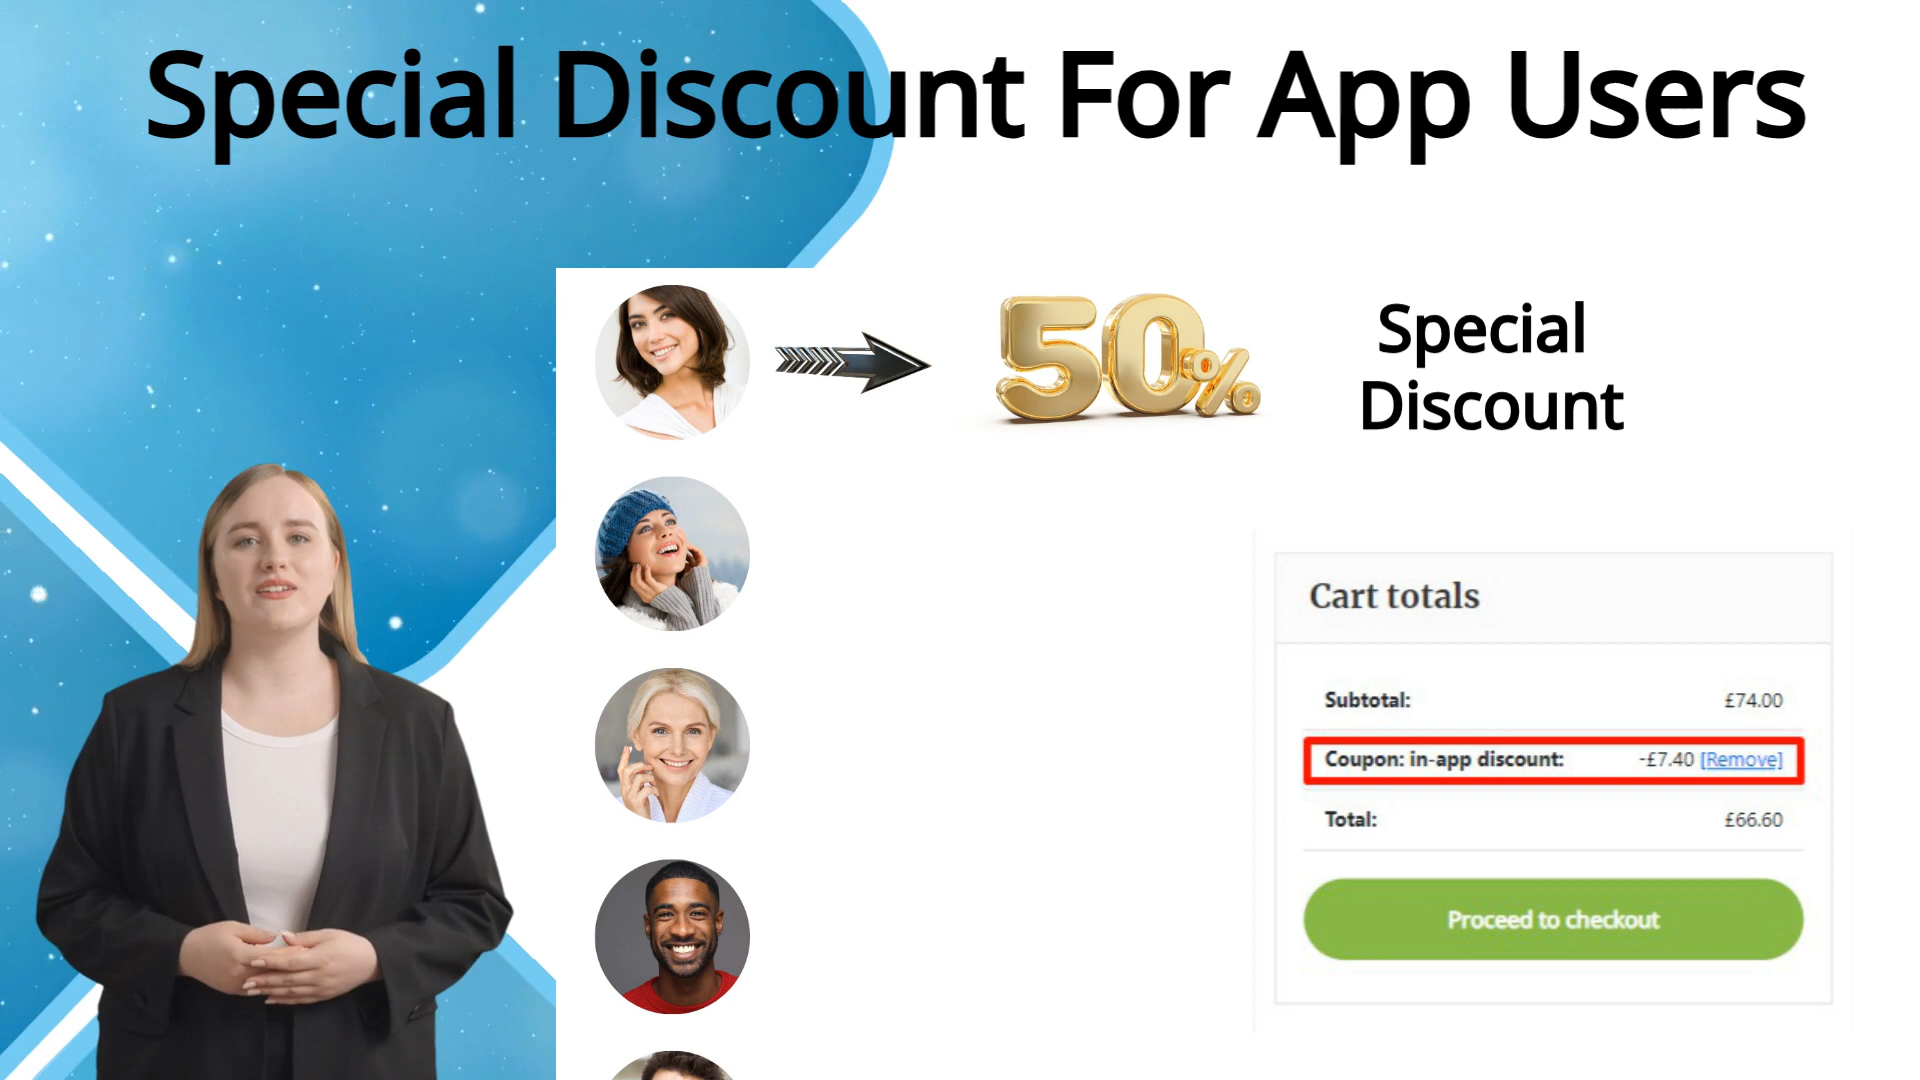 Special Discount For App Users
50%
Special
Discount
Cart totals
Subtotal: £74.00
Coupon: in-app discount: -£7.40 [Remove]
Total: £66.60
Proceed to checkout